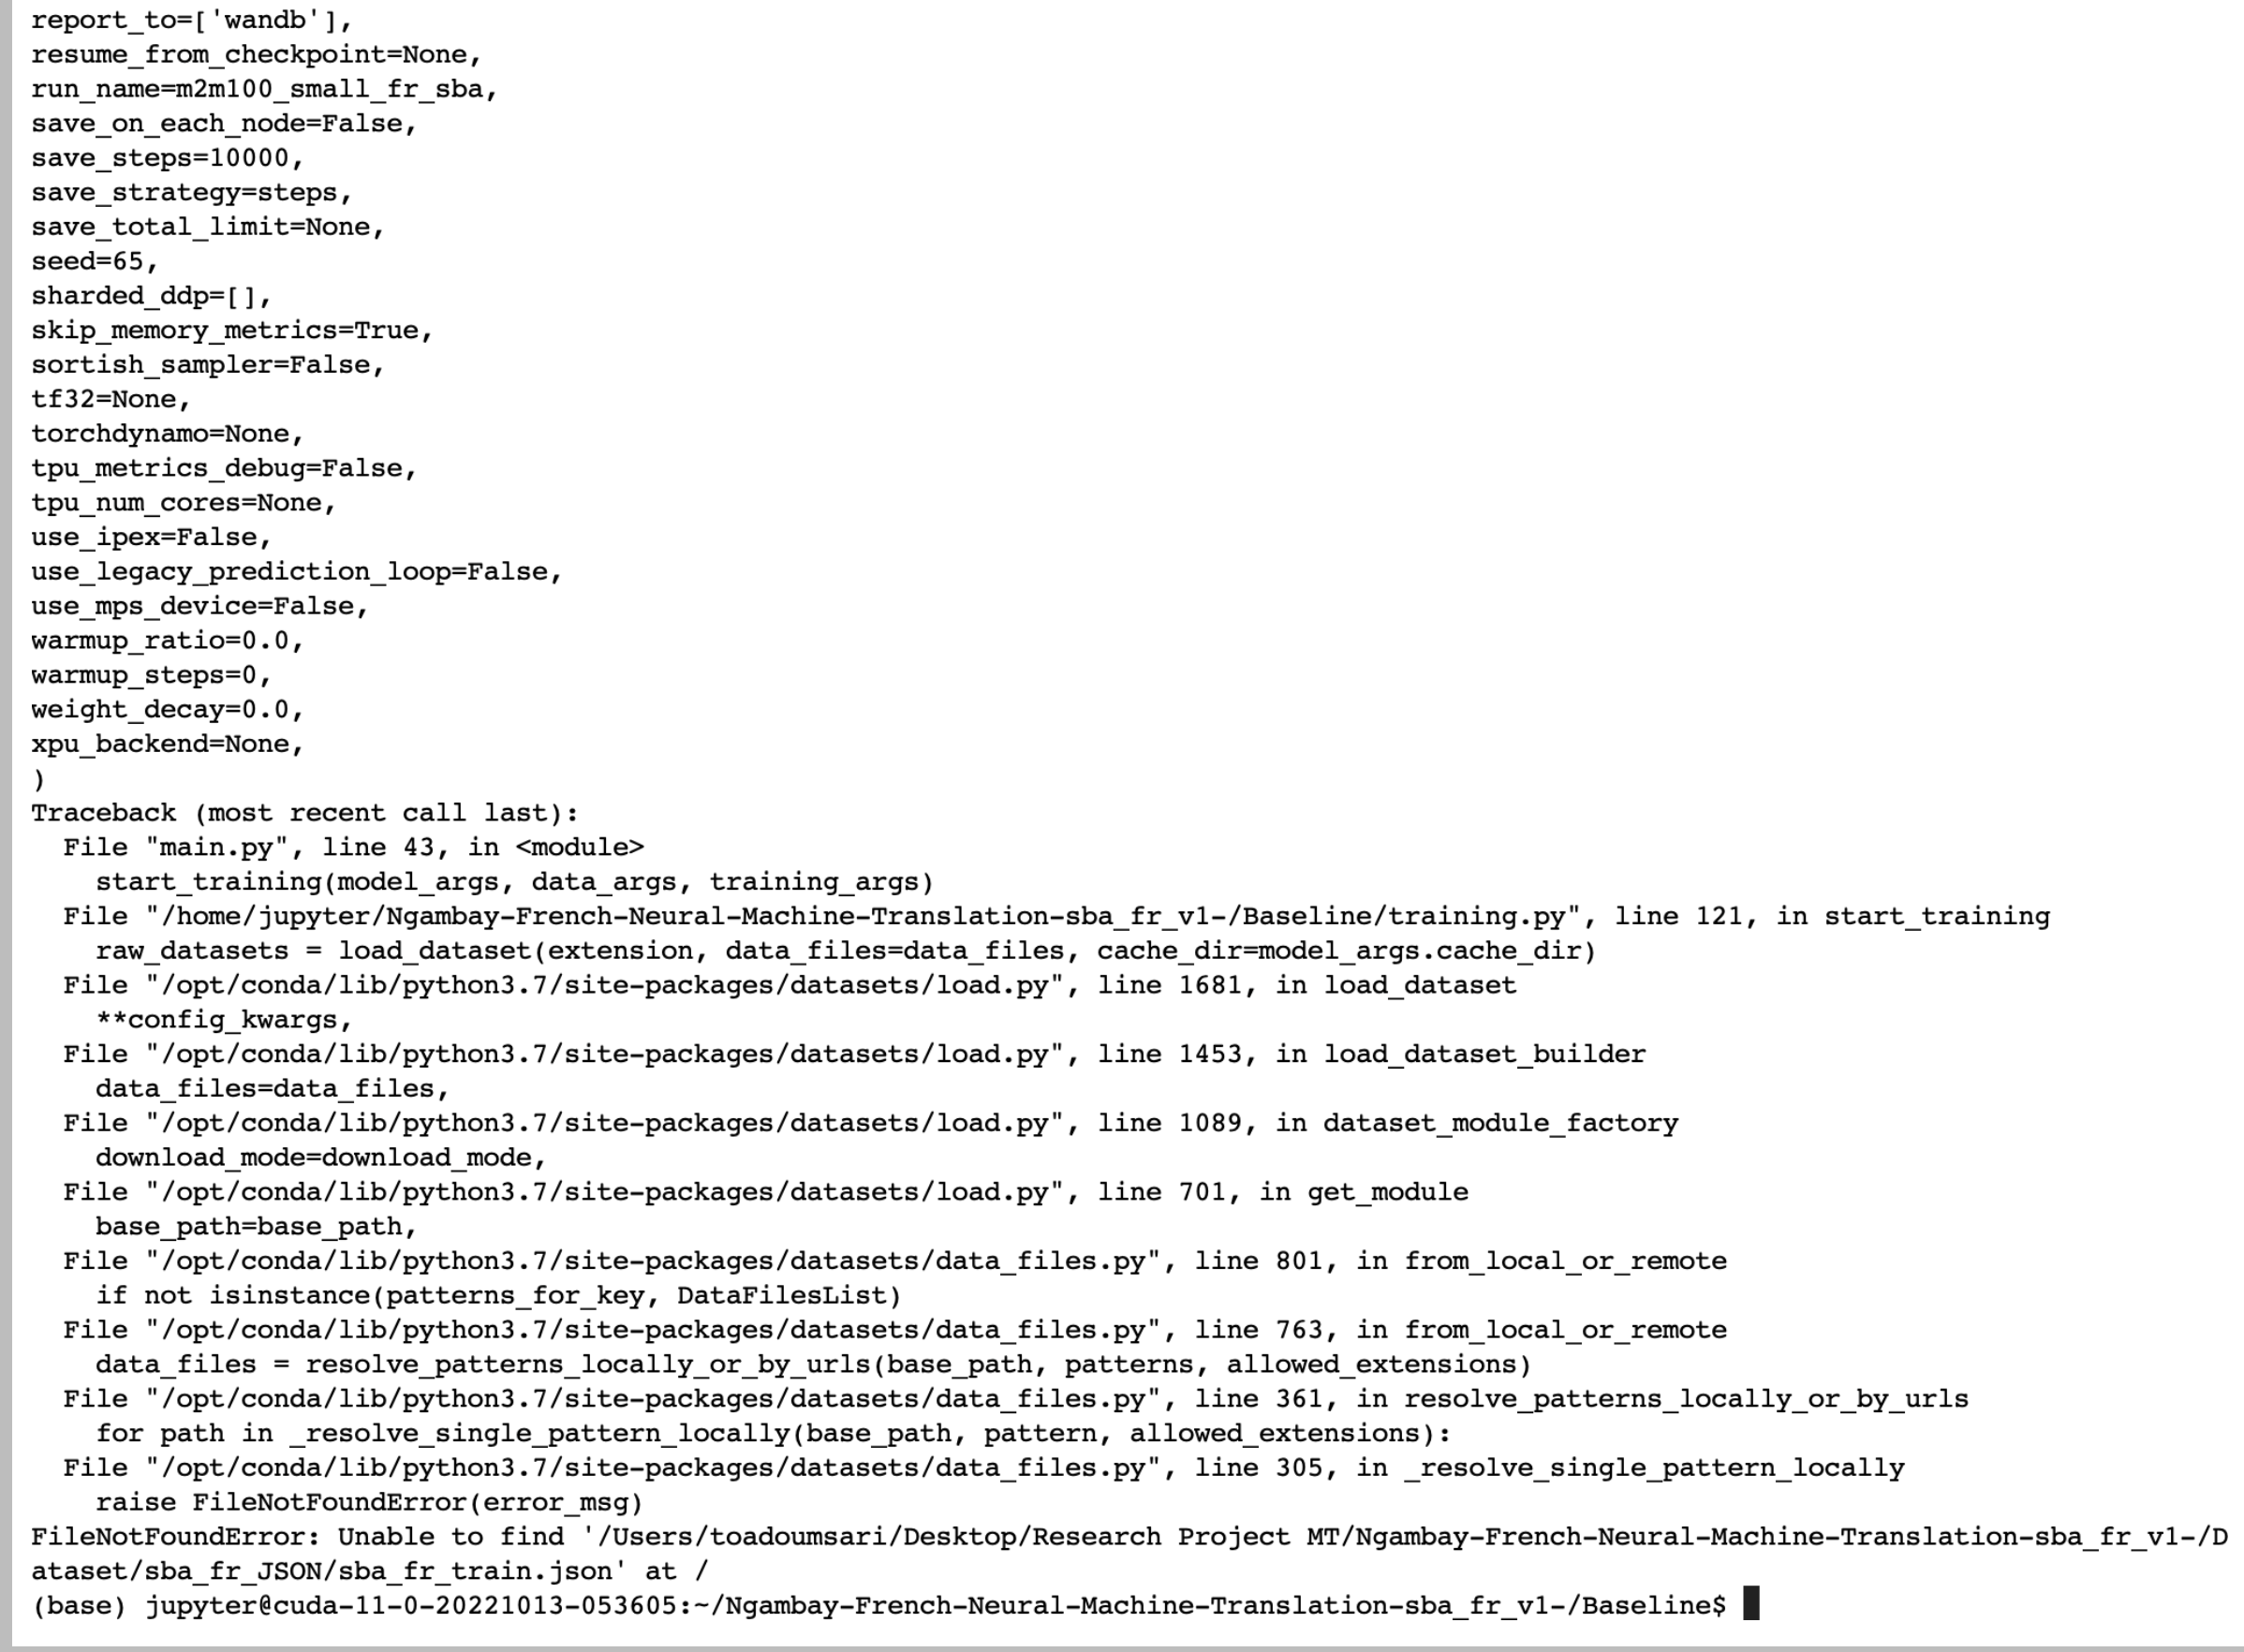 report_to=['wandb'],
resume_from_checkpoint=None,
run_name=m2m100_small_fr_sba,
save_on_each_node=False,
save_steps=10000,
save_strategy=steps,
save_total_limit=None,
seed=65,
sharded_ddp=[],
skip_memory_metrics=True,
sortish_sampler=False,
tf32=None,
torchdynamo=None,
tpu_metrics_debug=False,
tpu_num_cores=None,
use_ipex=False,
use_legacy_prediction_loop=False,
use_mps_device=False,
warmup_ratio=0.0,
warmup_steps=0,
weight_decay=0.0,
xpu_backend=None,
)
Traceback (most recent call last):
  File "main.py", line 43, in <module>
    start_training(model_args, data_args, training_args)
  File "/home/jupyter/Ngambay-French-Neural-Machine-Translation-sba_fr_v1-/Baseline/training.py", line 121, in start_training
    raw_datasets = load_dataset(extension, data_files=data_files, cache_dir=model_args.cache_dir)
  File "/opt/conda/lib/python3.7/site-packages/datasets/load.py", line 1681, in load_dataset
    **config_kwargs,
  File "/opt/conda/lib/python3.7/site-packages/datasets/load.py", line 1453, in load_dataset_builder
    data_files=data_files,
  File "/opt/conda/lib/python3.7/site-packages/datasets/load.py", line 1089, in dataset_module_factory
    download_mode=download_mode,
  File "/opt/conda/lib/python3.7/site-packages/datasets/load.py", line 701, in get_module
    base_path=base_path,
  File "/opt/conda/lib/python3.7/site-packages/datasets/data_files.py", line 801, in from_local_or_remote
    if not isinstance(patterns_for_key, DataFilesList)
  File "/opt/conda/lib/python3.7/site-packages/datasets/data_files.py", line 763, in from_local_or_remote
    data_files = resolve_patterns_locally_or_by_urls(base_path, patterns, allowed_extensions)
  File "/opt/conda/lib/python3.7/site-packages/datasets/data_files.py", line 361, in resolve_patterns_locally_or_by_urls
    for path in _resolve_single_pattern_locally(base_path, pattern, allowed_extensions):
  File "/opt/conda/lib/python3.7/site-packages/datasets/data_files.py", line 305, in _resolve_single_pattern_locally
    raise FileNotFoundError(error_msg)
FileNotFoundError: Unable to find '/Users/toadoumsari/Desktop/Research Project MT/Ngambay-French-Neural-Machine-Translation-sba_fr_v1-/D
ataset/sba_fr_JSON/sba_fr_train.json' at /
(base) jupyter@cuda-11-0-20221013-053605:~/Ngambay-French-Neural-Machine-Translation-sba_fr_v1-/Baseline$